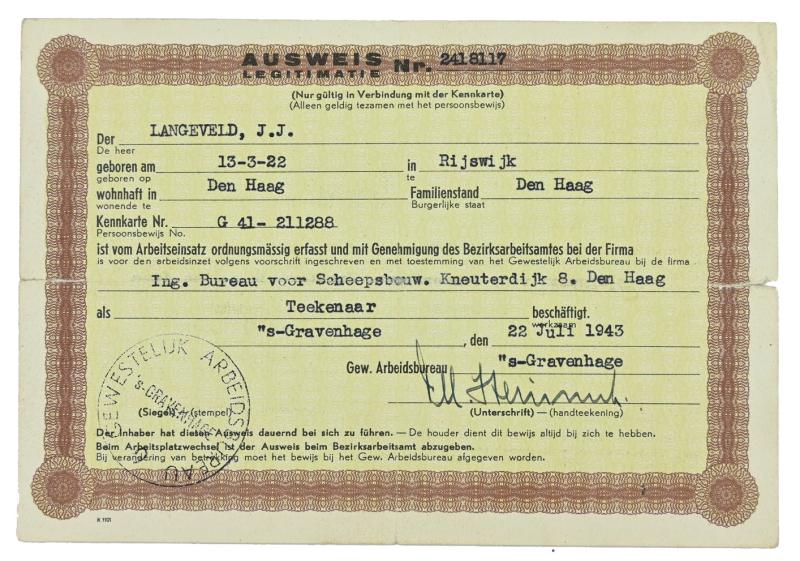 AUSWEIS
LEGITIMATIE Nr. 2418117
(Nur gültig in Verbindung mit der Kennkarte)
(Alleen geldig tezamen met het persoonsbewijs)
Der LANGEVELD, J.J.
De heer
geboren am 13-3-22 in Rijswijk
geboren op te
wohnhaft in Den Haag Familienstand Den Haag
wonende te Burgerlijke staat
Kennkarte Nr. G 41- 211288
Persoonsbewijs No.
ist vom Arbeitseinsatz ordnungsmässig erfasst und mit Genehmigung des Bezirksarbeitsamtes bei der Firma
is voor den arbeidsinzet volgens voorschrift ingeschreven en met toestemming van het Gewestelijk Arbeidsbureau bij de firma
Ing. Bureau voor Scheepsbouw. Kneuterdijk 8. Den Haag
als Teekenaar beschäftigt.
werkzaam
"s-Gravenhage , den 22 Juli 1943
Gew. Arbeidsbureau "s-Gravenhage
GEWESTELIJK ARBEIDSBUREAU
's-GRAVENHAGE
(Siegel) (stempel) (Unterschrift) — (handteekening)
Der Inhaber hat diesen Ausweis dauernd bei sich zu führen. — De houder dient dit bewijs altijd bij zich te hebben.
Beim Arbeitsplatzwechsel ist der Ausweis beim Bezirksarbeitsamt abzugeben.
Bij verandering van betrekking moet het bewijs bij het Gew. Arbeidsbureau afgegeven worden.
K 1101